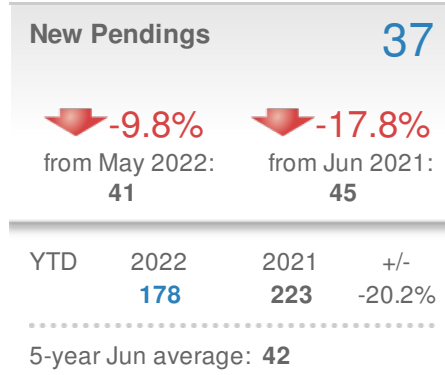 New Pendings 37
-9.8% -17.8%
from May 2022: from Jun 2021:
41 45
YTD 2022 2021 +/-
178 223 -20.2%
5-year Jun average: 42